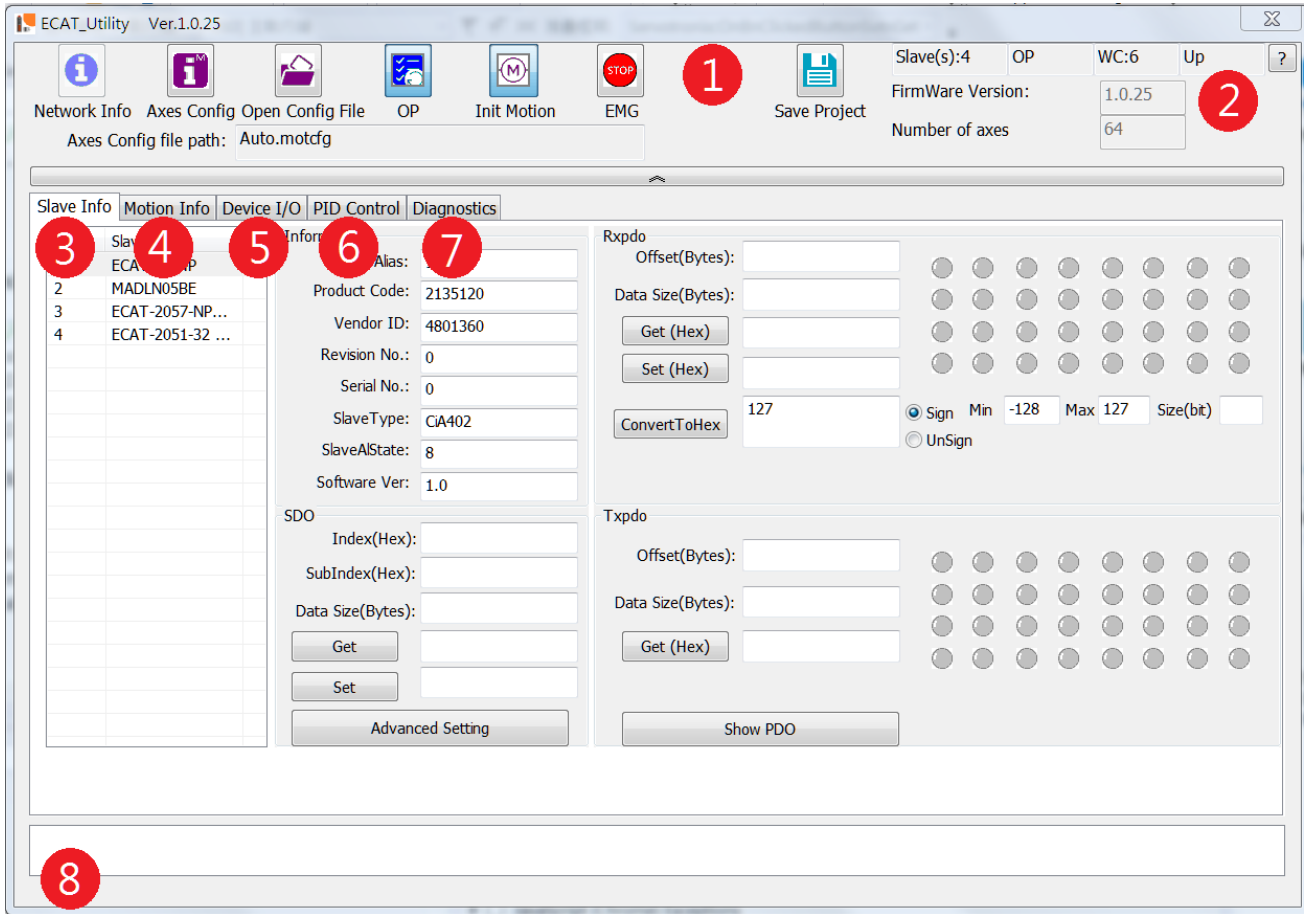 ECAT_Utility Ver.1.0.25
Slave(s):4 OP WC:6 Up ?
Network Info Axes Config Open Config File OP Init Motion STOP EMG 1 Save Project
FirmWare Version: 1.0.25 2
Number of axes 64
Axes Config file path: Auto.motcfg
Slave Info Motion Info Device I/O PID Control Diagnostics
3 4 5 6 7
2 MADLN05BE
3 ECAT-2057-NP...
4 ECAT-2051-32 ...
Alias:
Product Code: 2135120
Vendor ID: 4801360
Revision No.: 0
Serial No.: 0
SlaveType: CiA402
SlaveAlState: 8
Software Ver: 1.0
SDO
Index(Hex):
SubIndex(Hex):
Data Size(Bytes):
Get
Set
Advanced Setting
Rxpdo
Offset(Bytes):
Data Size(Bytes):
Get (Hex)
Set (Hex)
ConvertToHex 127 Sign Min -128 Max 127 Size(bit)
UnSign
Txpdo
Offset(Bytes):
Data Size(Bytes):
Get (Hex)
Show PDO
8